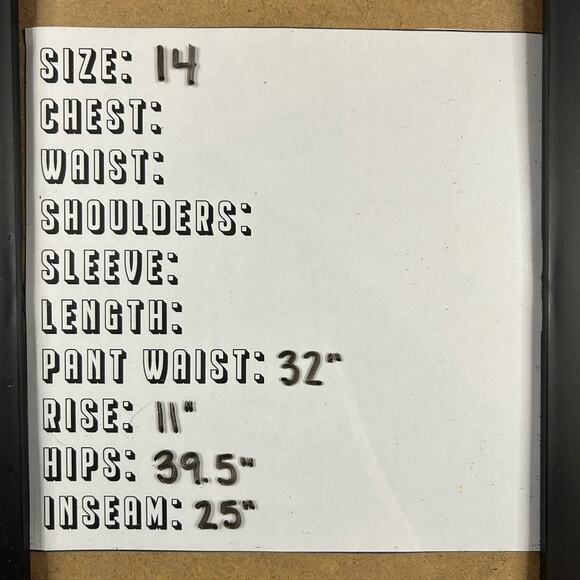 SIZE: 14
CHEST:
WAIST:
SHOULDERS:
SLEEVE:
LENGTH:
PANT WAIST: 32"
RISE: 11"
HIPS: 39.5"
INSEAM: 25"